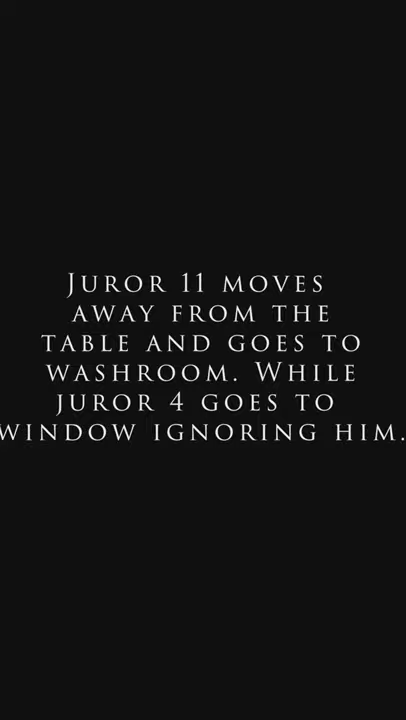 Juror 11 moves
away from the
table and goes to
washroom. While
juror 4 goes to
window ignoring him.